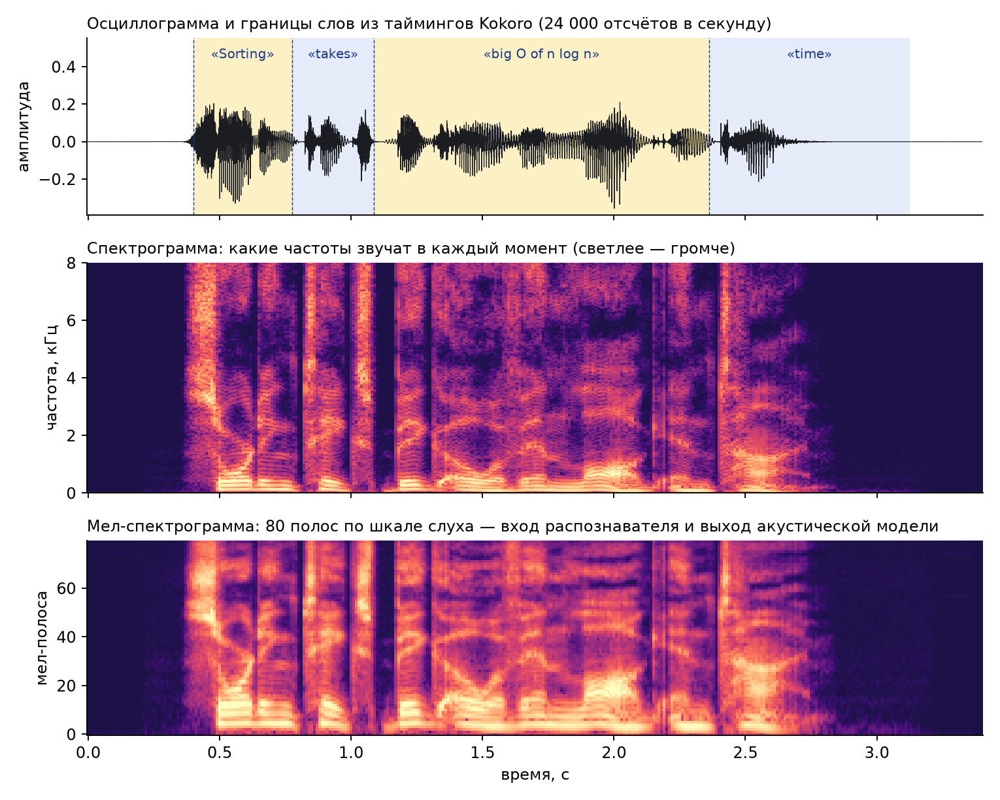 Осциллограмма и границы слов из таймингов Kokoro (24 000 отсчётов в секунду)
«Sorting» «takes» «big O of n log n» «time»
амплитуда
0.4
0.2
0.0
−0.2
Спектрограмма: какие частоты звучат в каждый момент (светлее — громче)
частота, кГц
8
6
4
2
0
Мел-спектрограмма: 80 полос по шкале слуха — вход распознавателя и выход акустической модели
мел-полоса
60
40
20
0
0.0 0.5 1.0 1.5 2.0 2.5 3.0
время, с